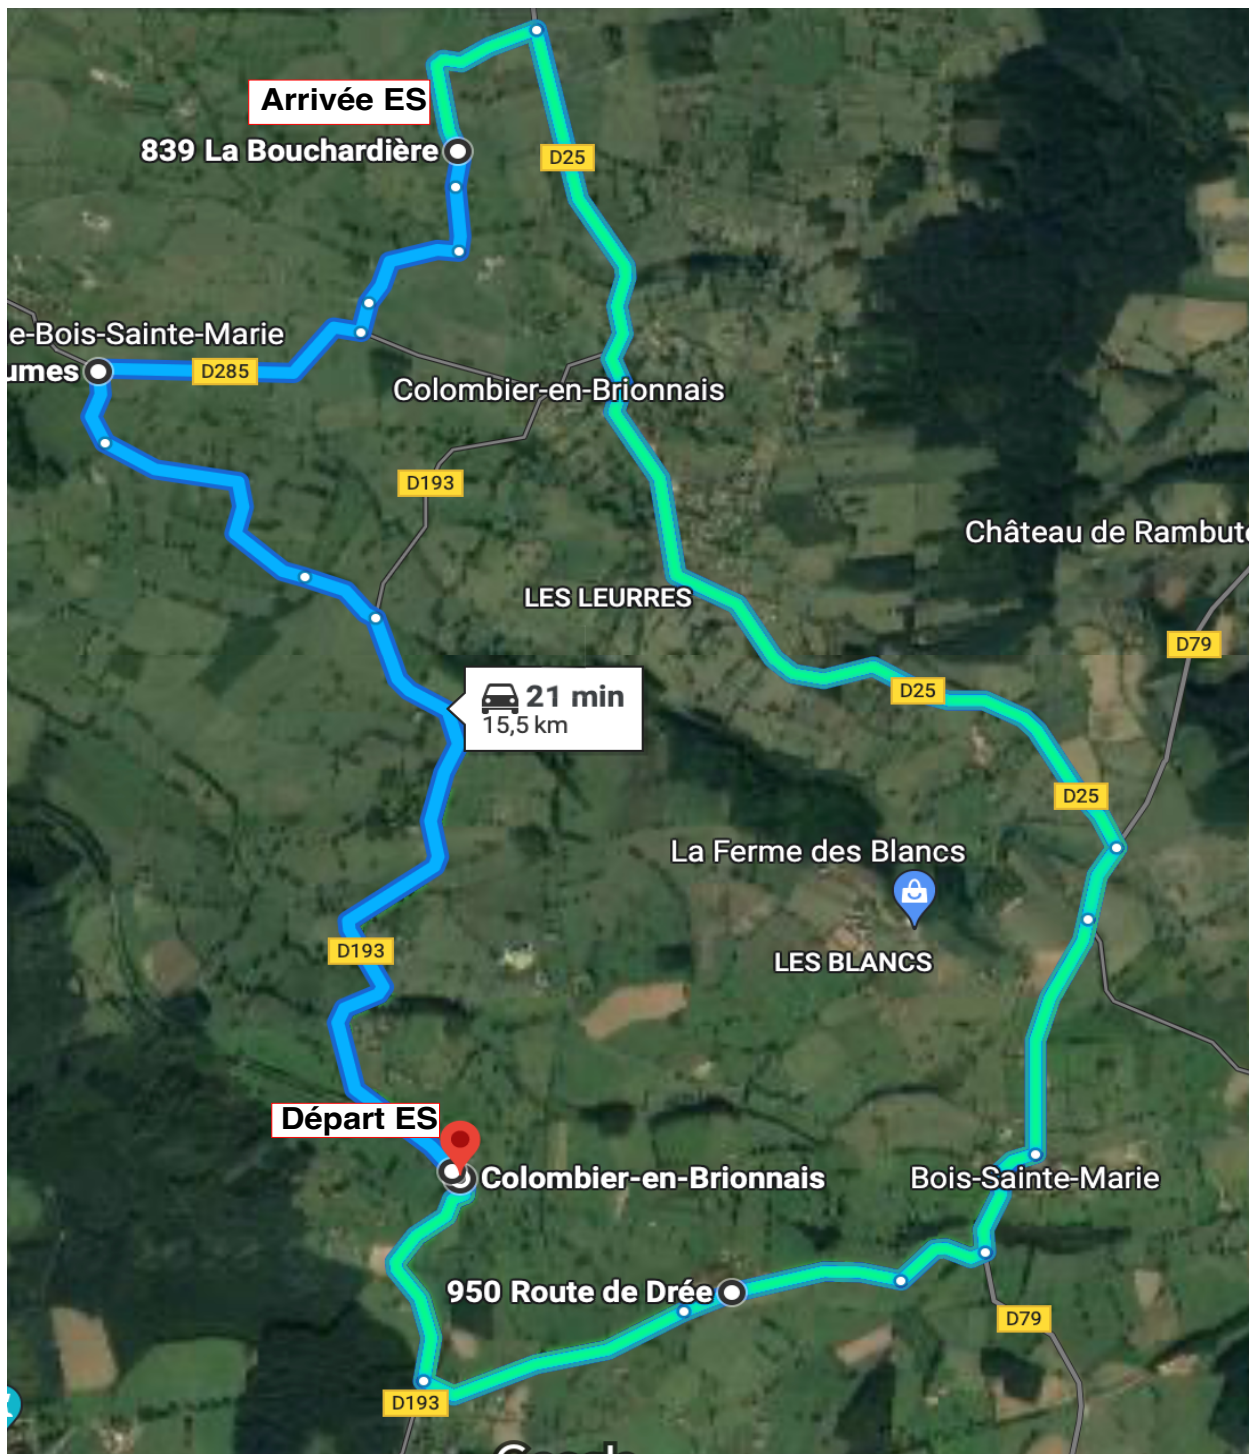 Arrivée ES
839 La Bouchardière
D25
e-Bois-Sainte-Marie
umes
D285
Colombier-en-Brionnais
D193
Château de Rambute
LES LEURRES
D79
D25
21 min
15,5 km
D25
La Ferme des Blancs
D193
LES BLANCS
Départ ES
Colombier-en-Brionnais
Bois-Sainte-Marie
950 Route de Drée
D79
D193